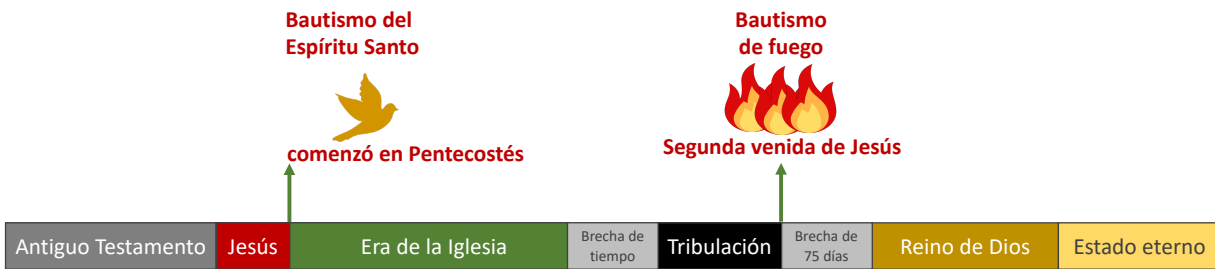 Bautismo del
Espíritu Santo
comenzó en Pentecostés
Bautismo
de fuego
Segunda venida de Jesús
Antiguo Testamento
Jesús
Era de la Iglesia
Brecha de
tiempo
Tribulación
Brecha de
75 días
Reino de Dios
Estado eterno